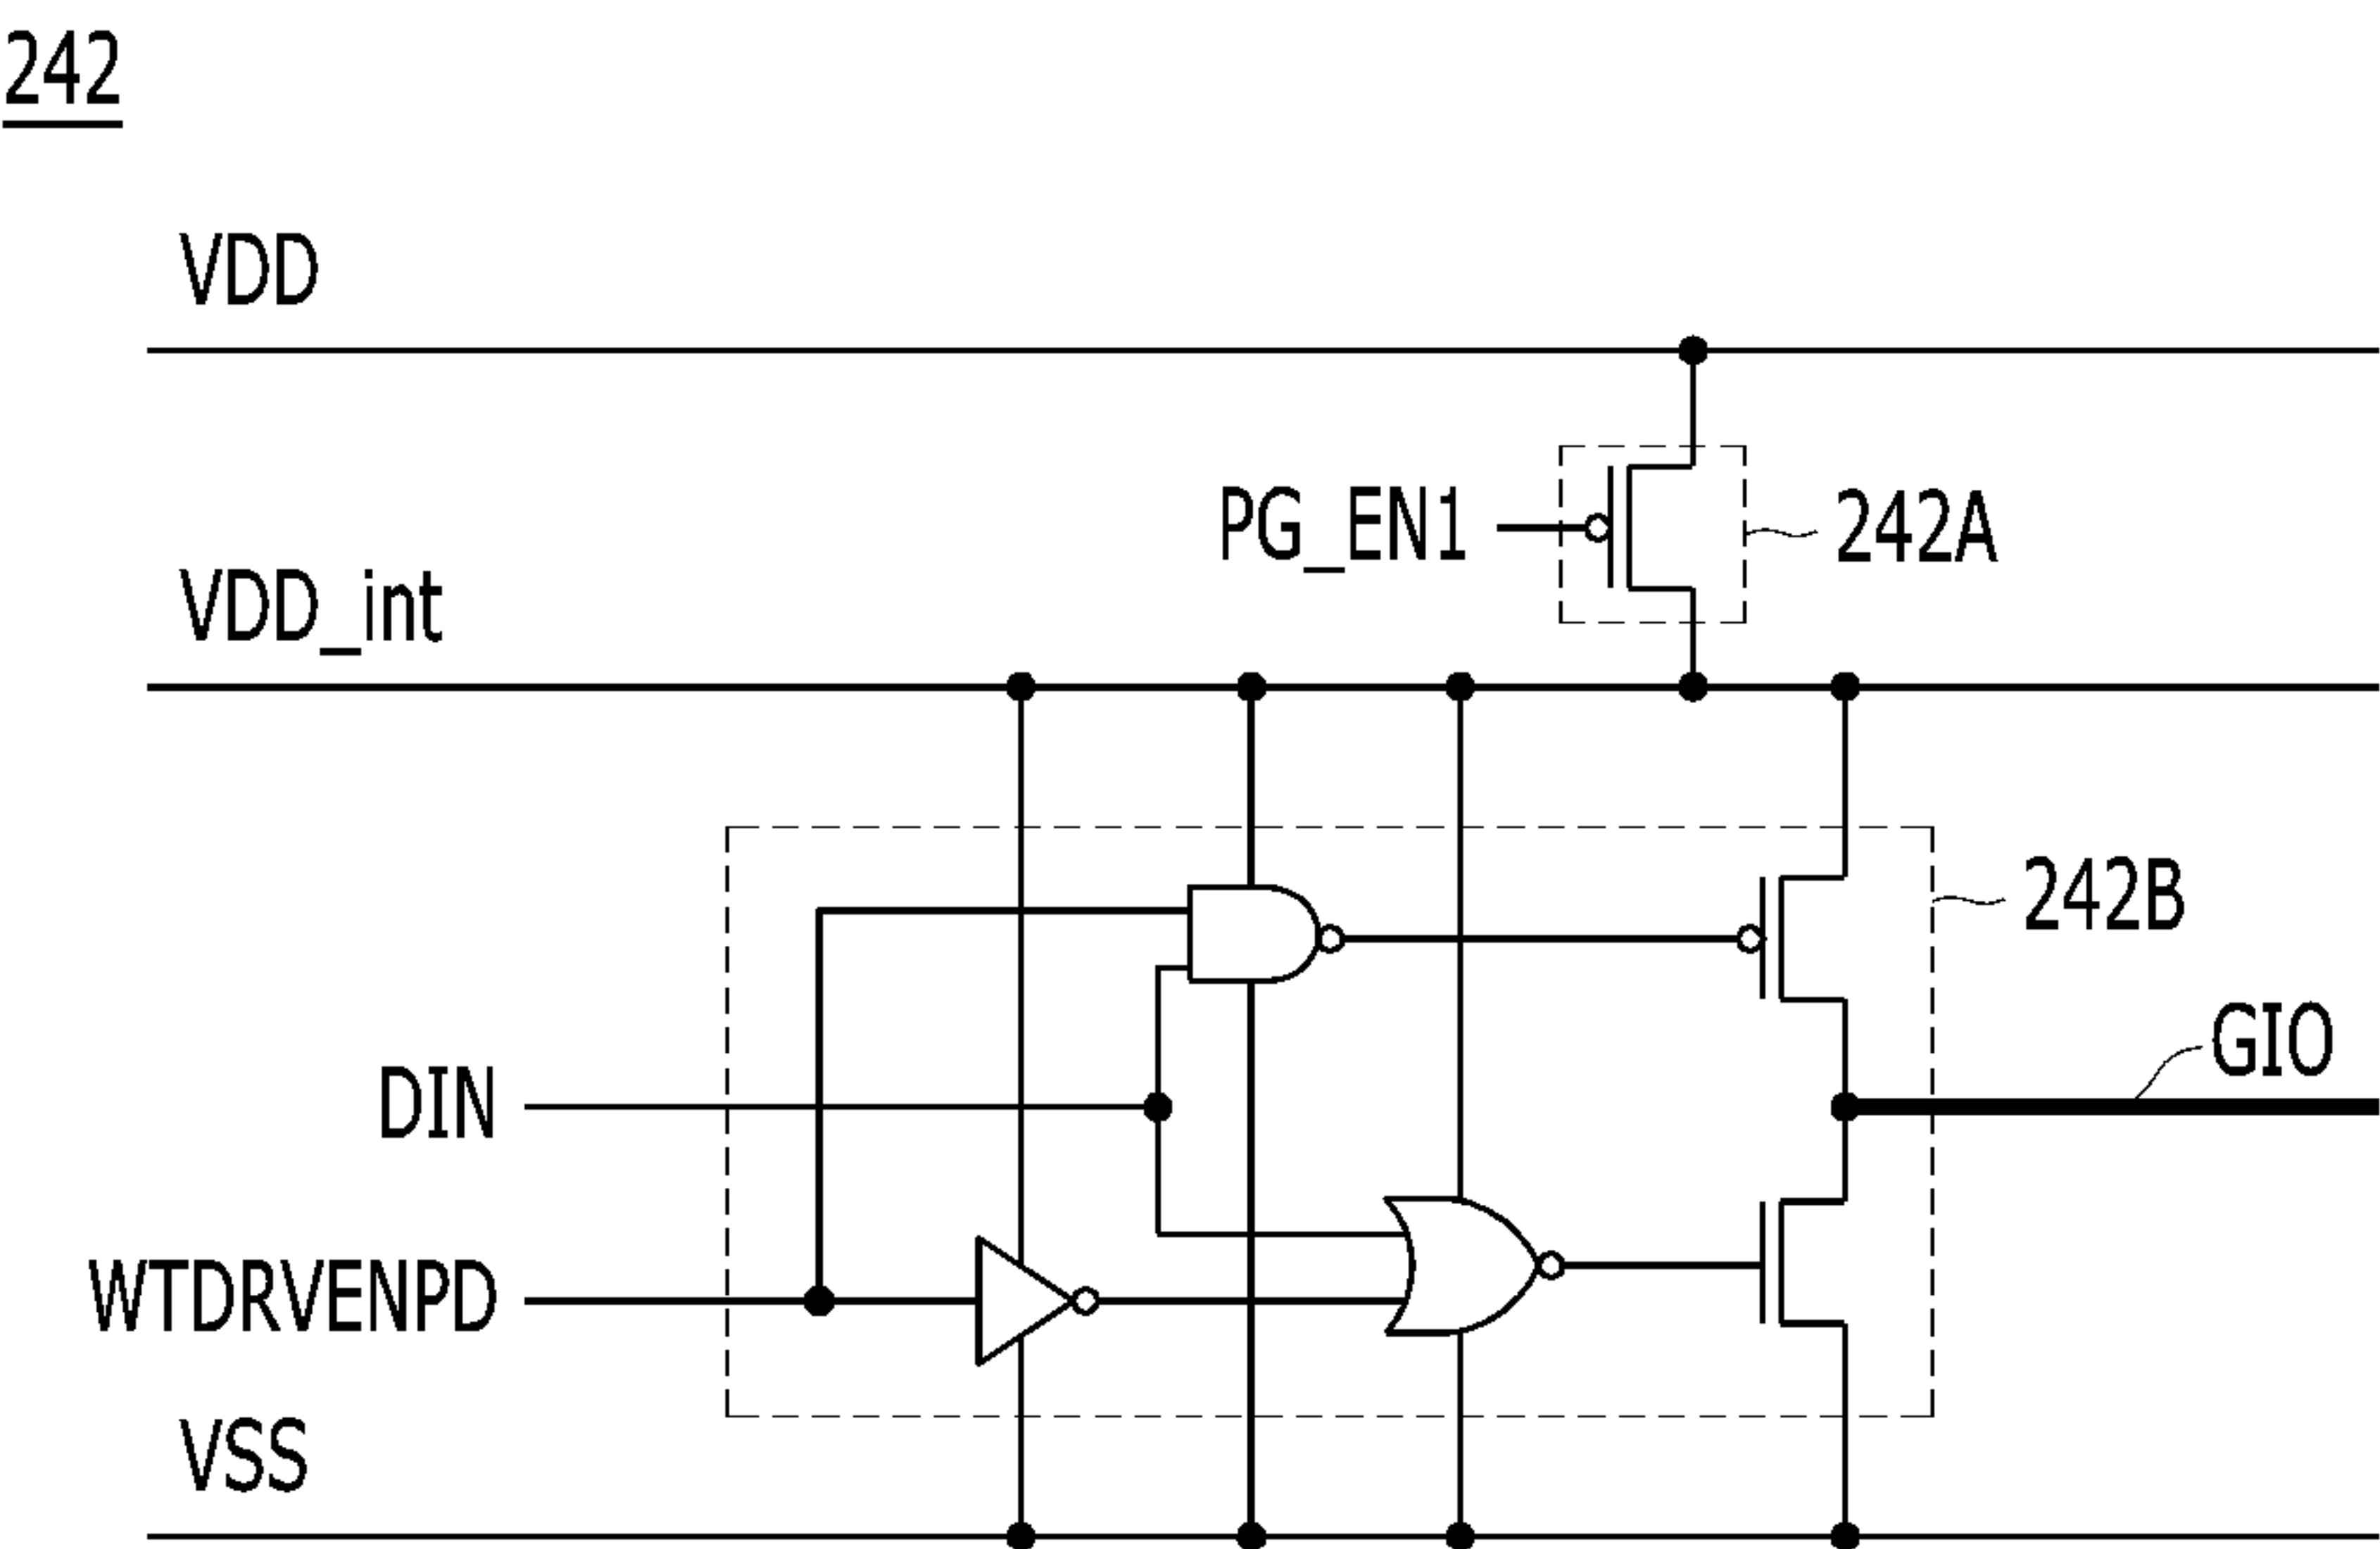 242
VDD
PG_EN1
242A
VDD_int
242B
GIO
DIN
WTDRVENPD
VSS